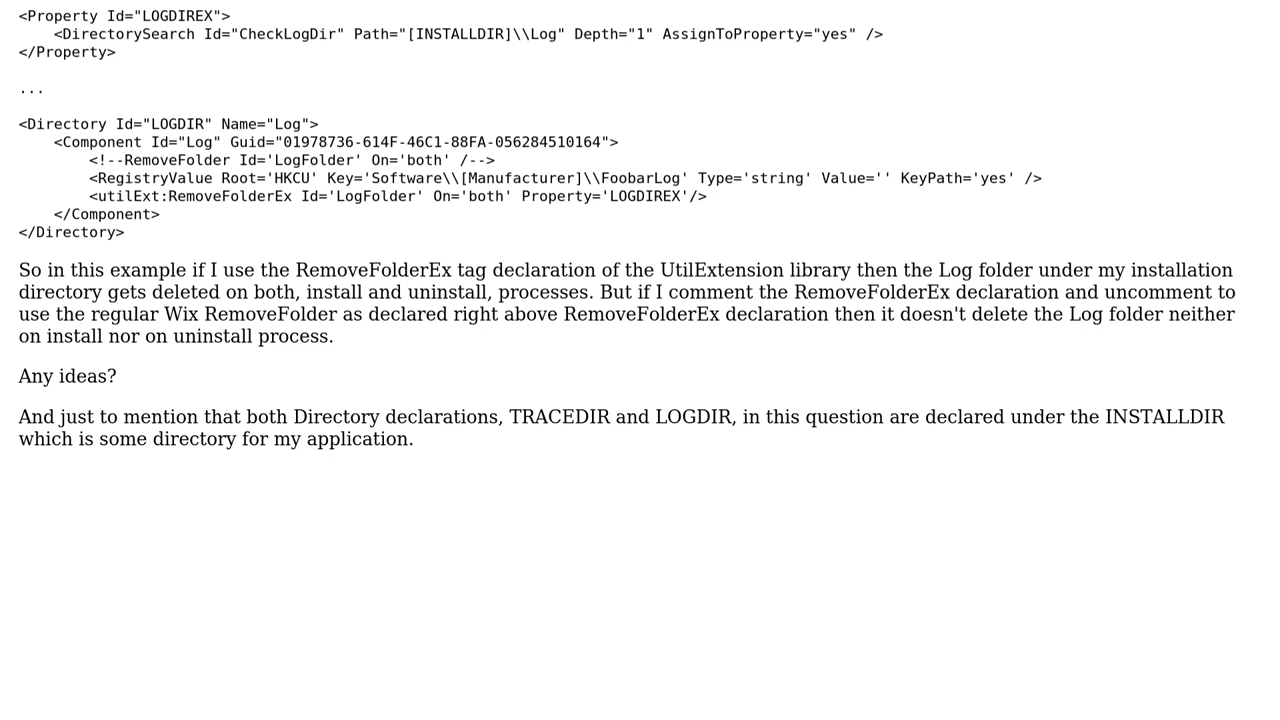 <Property Id="LOGDIREX">
    <DirectorySearch Id="CheckLogDir" Path="[INSTALLDIR]\\Log" Depth="1" AssignToProperty="yes" />
</Property>
...
<Directory Id="LOGDIR" Name="Log">
    <Component Id="Log" Guid="01978736-614F-46C1-88FA-056284510164">
        <!--RemoveFolder Id='LogFolder' On='both' /-->
        <RegistryValue Root='HKCU' Key='Software\\[Manufacturer]\\FoobarLog' Type='string' Value='' KeyPath='yes' />
        <utilExt:RemoveFolderEx Id='LogFolder' On='both' Property='LOGDIREX'/>
    </Component>
</Directory>
So in this example if I use the RemoveFolderEx tag declaration of the UtilExtension library then the Log folder under my installation
directory gets deleted on both, install and uninstall, processes. But if I comment the RemoveFolderEx declaration and uncomment to
use the regular Wix RemoveFolder as declared right above RemoveFolderEx declaration then it doesn't delete the Log folder neither
on install nor on uninstall process.
Any ideas?
And just to mention that both Directory declarations, TRACEDIR and LOGDIR, in this question are declared under the INSTALLDIR
which is some directory for my application.